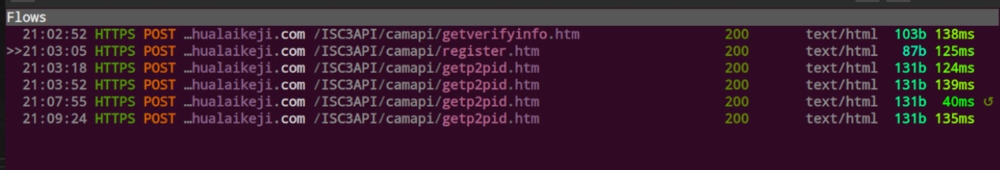 Flows
21:02:52 HTTPS POST …hualaikeji.com /ISC3API/camapi/getverifyinfo.htm 200 text/html 103b 138ms
>>21:03:05 HTTPS POST …hualaikeji.com /ISC3API/camapi/register.htm 200 text/html 87b 125ms
21:03:18 HTTPS POST …hualaikeji.com /ISC3API/camapi/getp2pid.htm 200 text/html 131b 124ms
21:03:52 HTTPS POST …hualaikeji.com /ISC3API/camapi/getp2pid.htm 200 text/html 131b 139ms
21:07:55 HTTPS POST …hualaikeji.com /ISC3API/camapi/getp2pid.htm 200 text/html 131b 40ms ↺
21:09:24 HTTPS POST …hualaikeji.com /ISC3API/camapi/getp2pid.htm 200 text/html 131b 135ms